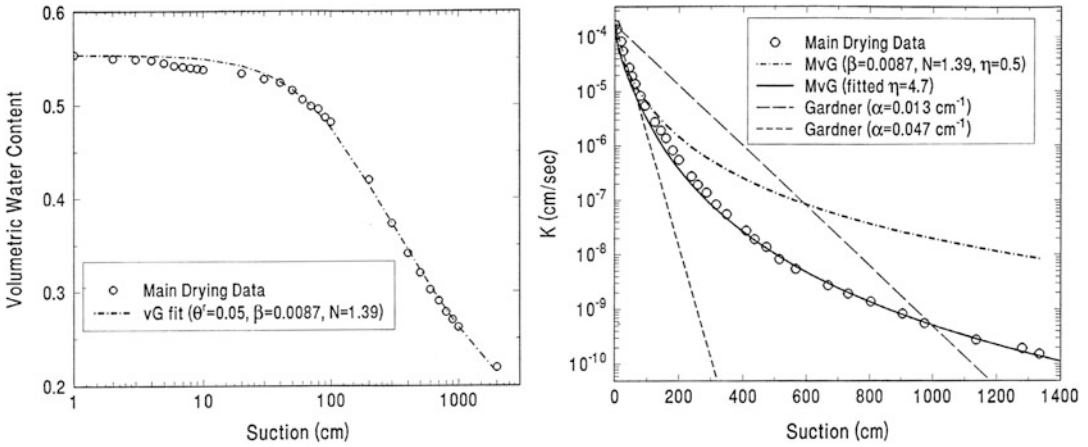 0.6
0.5
0.4
0.3
0.2
Volumetric Water Content
Main Drying Data
vG fit (θʳ=0.05, β=0.0087, N=1.39)
1
10
100
1000
Suction (cm)
10⁻⁴
10⁻⁵
10⁻⁶
10⁻⁷
10⁻⁸
10⁻⁹
10⁻¹⁰
K (cm/sec)
Main Drying Data
MvG (β=0.0087, N=1.39, η=0.5)
MvG (fitted η=4.7)
Gardner (α=0.013 cm⁻¹)
Gardner (α=0.047 cm⁻¹)
0
200
400
600
800
1000
1200
1400
Suction (cm)